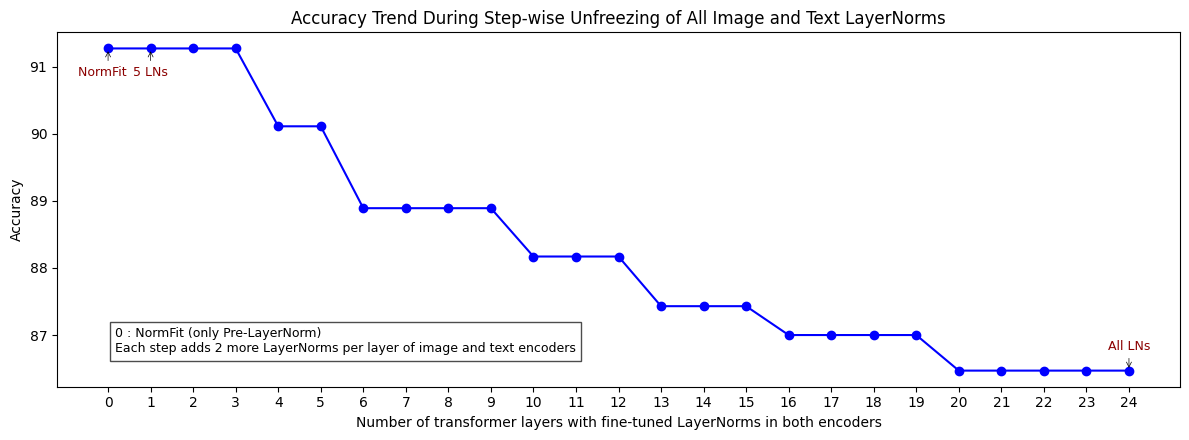 Accuracy Trend During Step-wise Unfreezing of All Image and Text LayerNorms
Accuracy
91
90
89
88
87
NormFit
5 LNs
All LNs
0 : NormFit (only Pre-LayerNorm)
Each step adds 2 more LayerNorms per layer of image and text encoders
0 1 2 3 4 5 6 7 8 9 10 11 12 13 14 15 16 17 18 19 20 21 22 23 24
Number of transformer layers with fine-tuned LayerNorms in both encoders